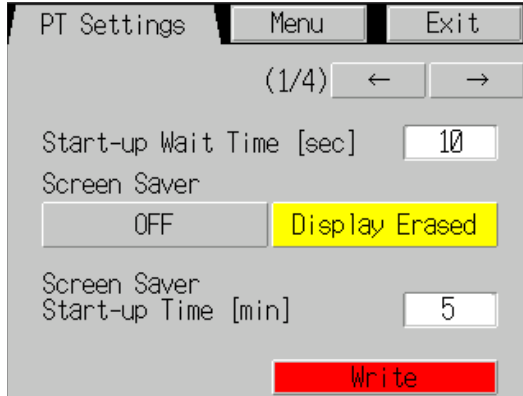 PT Settings Menu Exit
(1/4) ← →
Start-up Wait Time [sec] 10
Screen Saver
OFF Display Erased
Screen Saver
Start-up Time [min] 5
Write